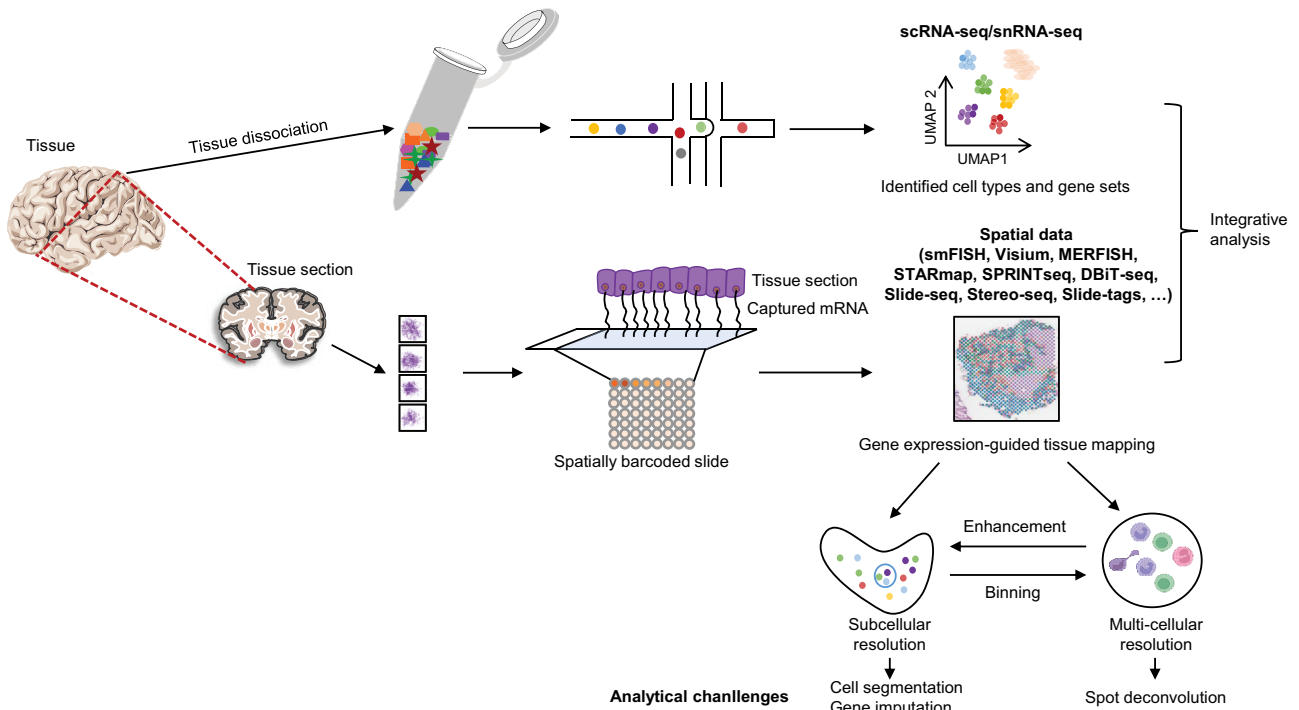 scRNA-seq/snRNA-seq
UMAP 2
UMAP1
Identified cell types and gene sets
Tissue
Tissue dissociation
Integrative
analysis
Tissue section
Tissue section
Captured mRNA
Spatially barcoded slide
Spatial data
(smFISH, Visium, MERFISH,
STARmap, SPRINTseq, DBiT-seq,
Slide-seq, Stereo-seq, Slide-tags, ...)
Gene expression-guided tissue mapping
Enhancement
Binning
Subcellular
resolution
Multi-cellular
resolution
Analytical chanllenges
Cell segmentation
Gene imputation
Spot deconvolution